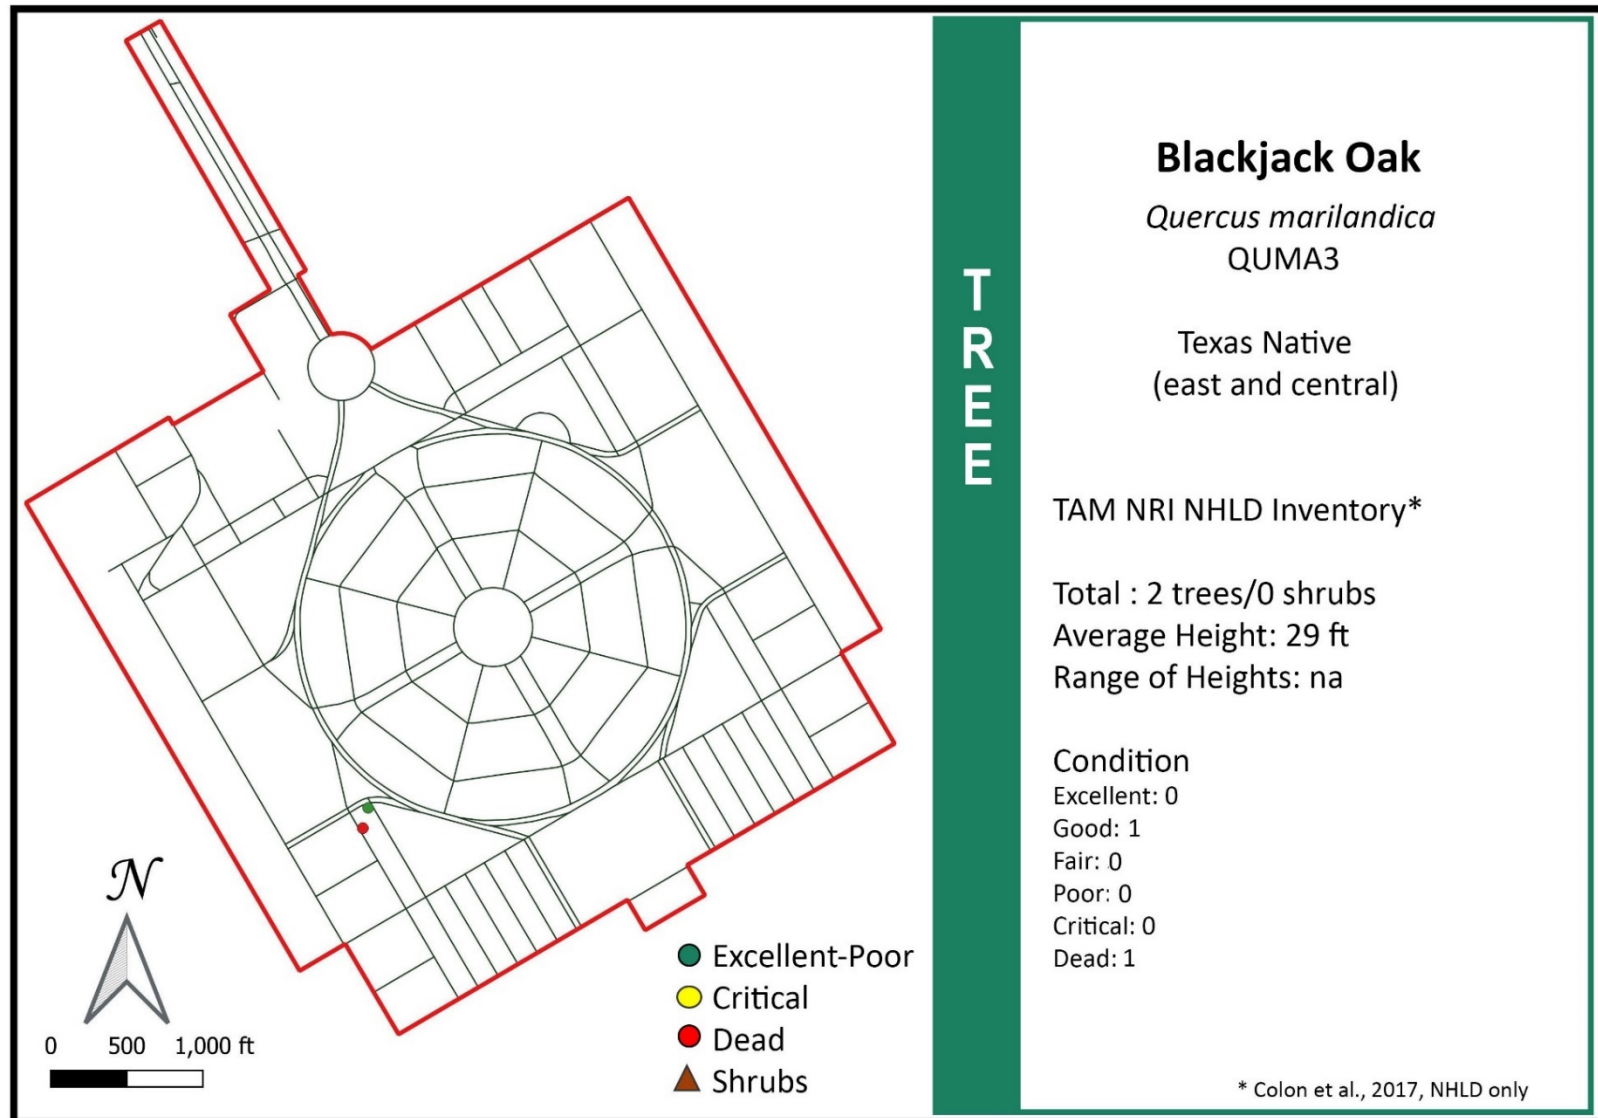 Blackjack Oak
Quercus marilandica
QUMA3
Texas Native
(east and central)
TREE
TAM NRI NHLD Inventory*
Total : 2 trees/0 shrubs
Average Height: 29 ft
Range of Heights: na
Condition
Excellent: 0
Good: 1
Fair: 0
Poor: 0
Critical: 0
Dead: 1
N
0 500 1,000 ft
Excellent-Poor
Critical
Dead
Shrubs
* Colon et al., 2017, NHLD only